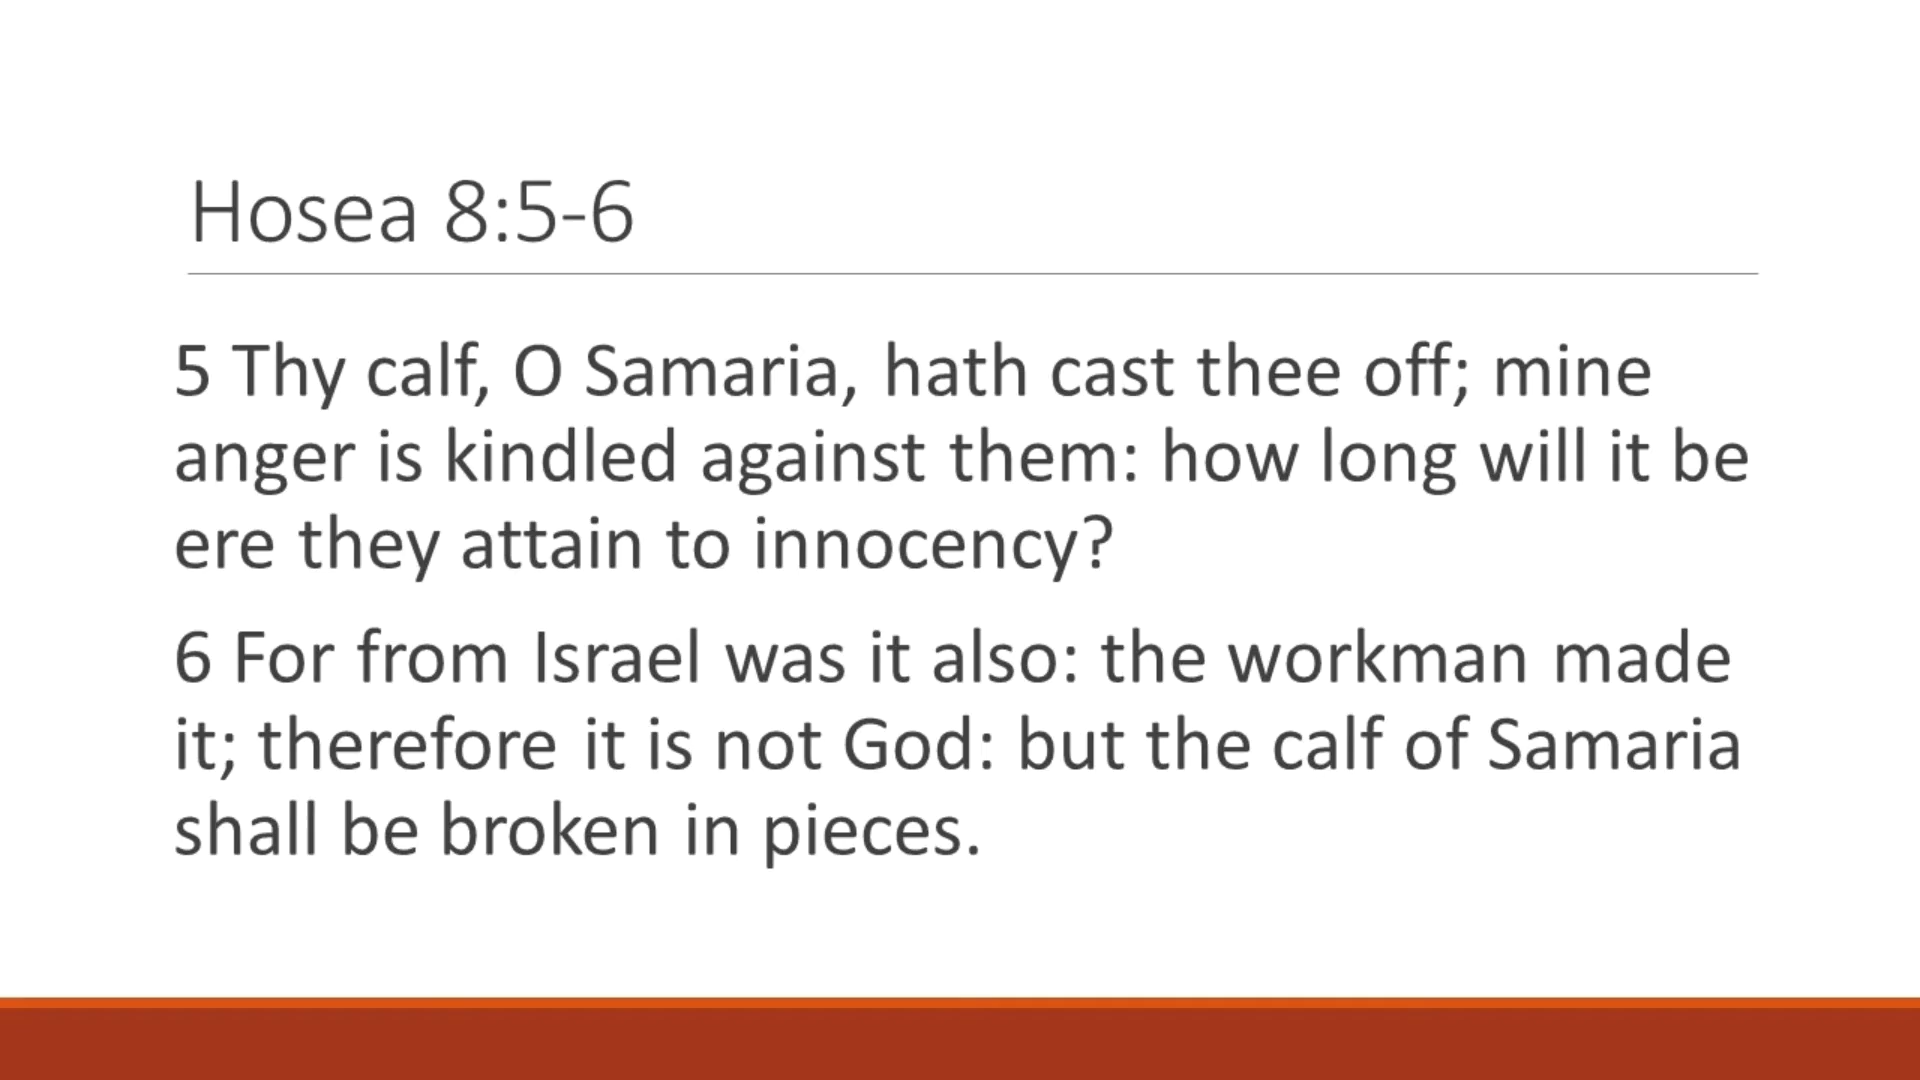 Hosea 8:5-6
5 Thy calf, O Samaria, hath cast thee off; mine
anger is kindled against them: how long will it be
ere they attain to innocency?
6 For from Israel was it also: the workman made
it; therefore it is not God: but the calf of Samaria
shall be broken in pieces.